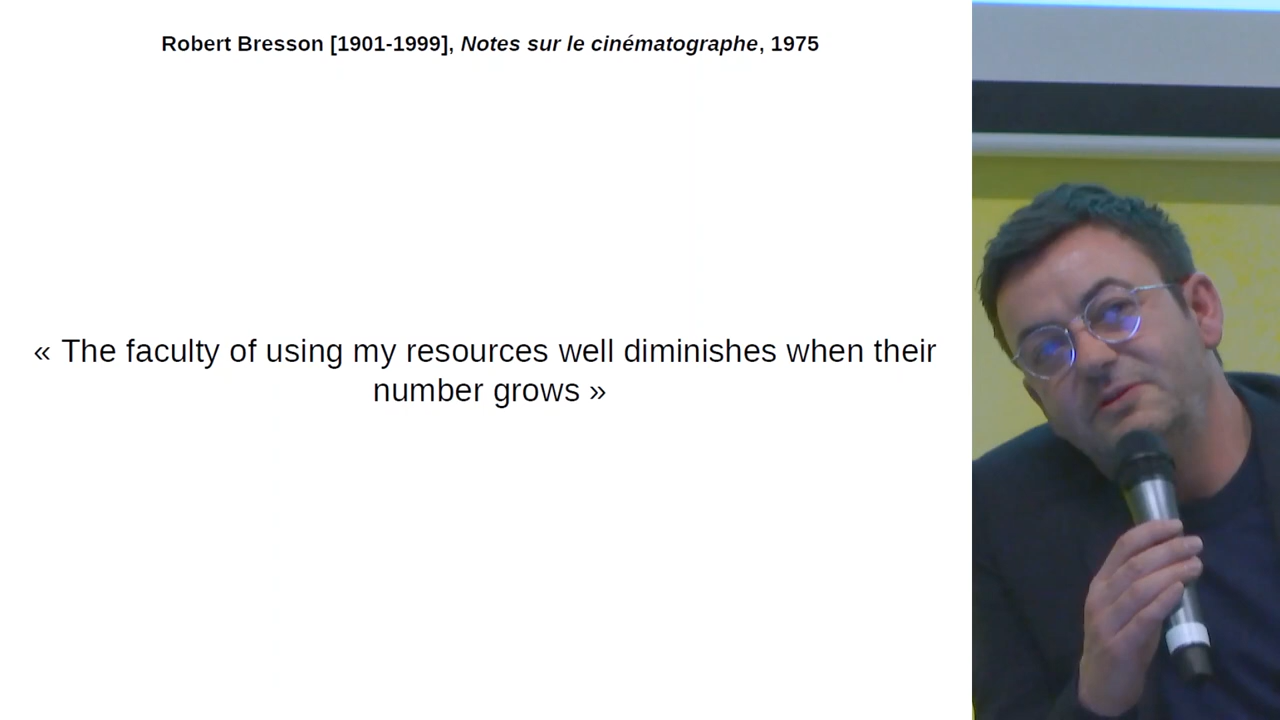 Robert Bresson [1901-1999], Notes sur le cinématographe, 1975
« The faculty of using my resources well diminishes when their
number grows »